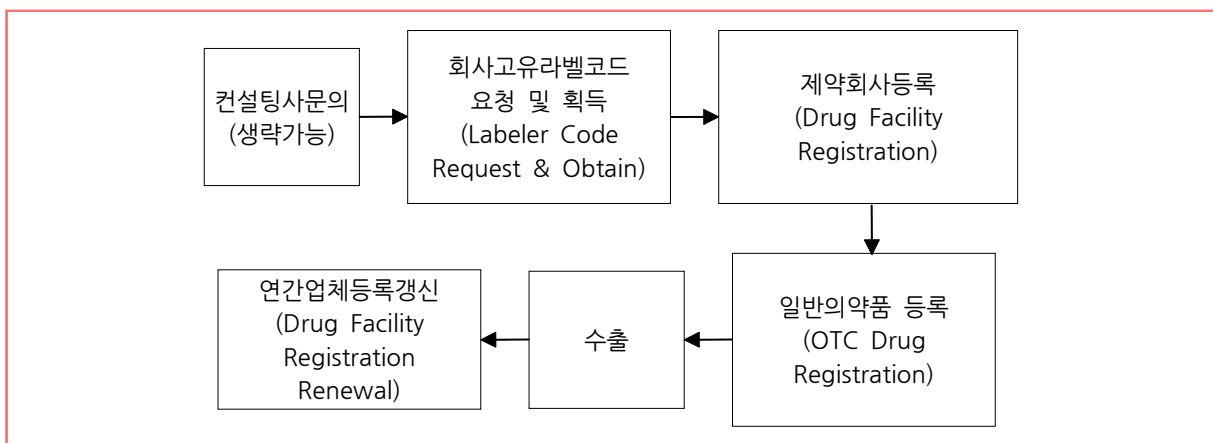 컨설팅사문의
(생략가능)
회사고유라벨코드
요청 및 획득
(Labeler Code
Request & Obtain)
제약회사등록
(Drug Facility
Registration)
일반의약품 등록
(OTC Drug
Registration)
수출
연간업체등록갱신
(Drug Facility
Registration
Renewal)